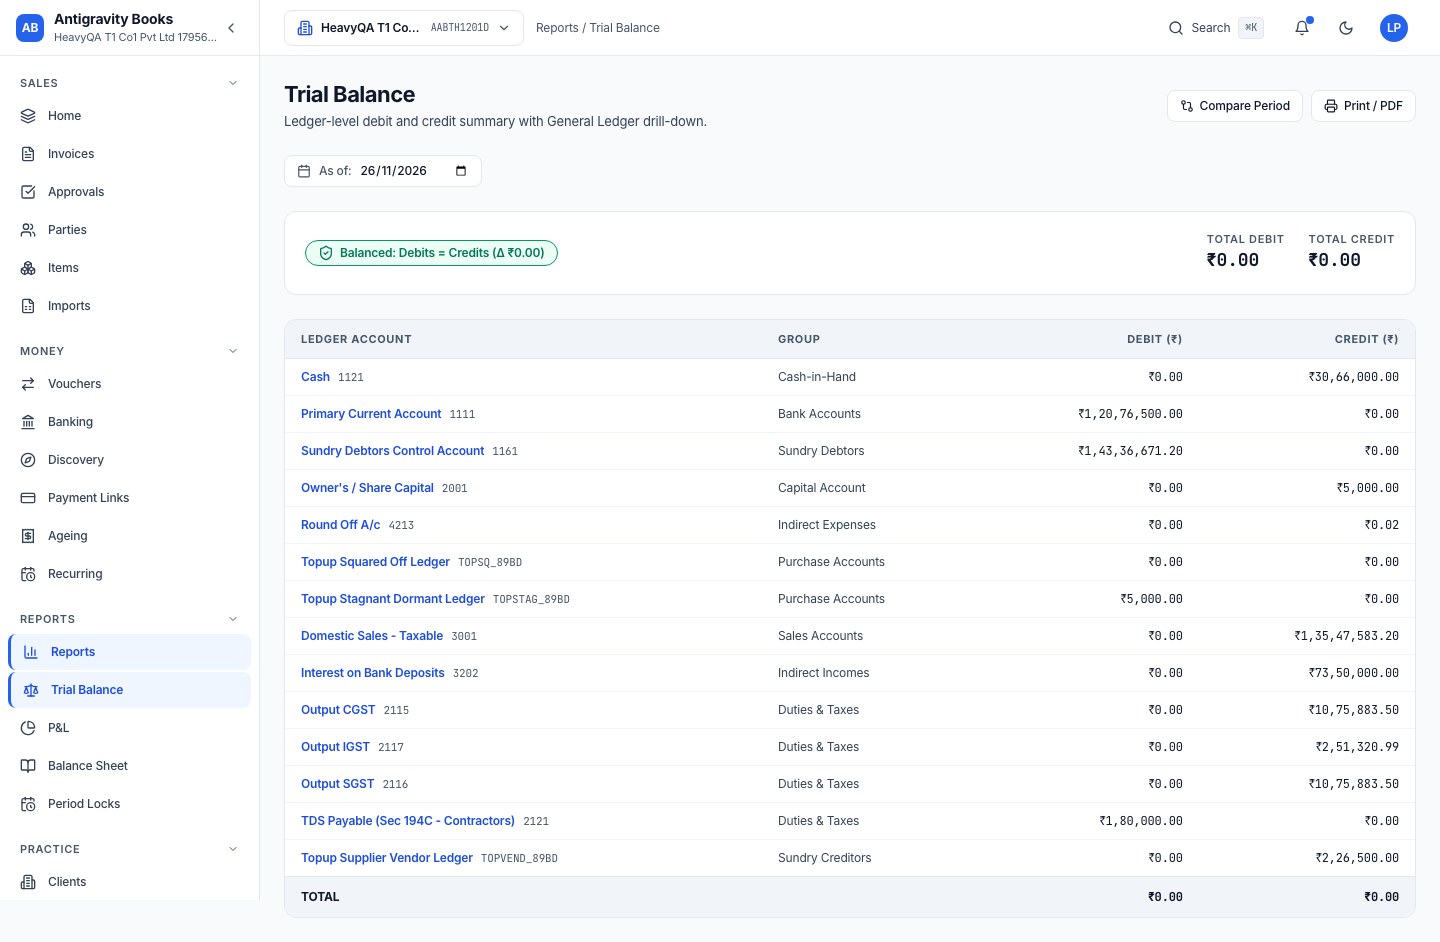 AB
Antigravity Books
HeavyQA T1 Co1 Pvt Ltd 17956...
HeavyQA T1 Co... AABTH1201D
Reports / Trial Balance
Search ⌘K
LP
SALES
Home
Invoices
Approvals
Parties
Items
Imports
MONEY
Vouchers
Banking
Discovery
Payment Links
Ageing
Recurring
REPORTS
Reports
Trial Balance
P&L
Balance Sheet
Period Locks
PRACTICE
Clients
Trial Balance
Ledger-level debit and credit summary with General Ledger drill-down.
Compare Period
Print / PDF
As of: 26/11/2026
Balanced: Debits = Credits (Δ ₹0.00)
TOTAL DEBIT TOTAL CREDIT
₹0.00 ₹0.00
LEDGER ACCOUNT GROUP DEBIT (₹) CREDIT (₹)
Cash 1121 Cash-in-Hand ₹0.00 ₹30,66,000.00
Primary Current Account 1111 Bank Accounts ₹1,20,76,500.00 ₹0.00
Sundry Debtors Control Account 1161 Sundry Debtors ₹1,43,36,671.20 ₹0.00
Owner's / Share Capital 2001 Capital Account ₹0.00 ₹5,000.00
Round Off A/c 4213 Indirect Expenses ₹0.00 ₹0.02
Topup Squared Off Ledger TOPSQ_89BD Purchase Accounts ₹0.00 ₹0.00
Topup Stagnant Dormant Ledger TOPSTAG_89BD Purchase Accounts ₹5,000.00 ₹0.00
Domestic Sales - Taxable 3001 Sales Accounts ₹0.00 ₹1,35,47,583.20
Interest on Bank Deposits 3202 Indirect Incomes ₹0.00 ₹73,50,000.00
Output CGST 2115 Duties & Taxes ₹0.00 ₹10,75,883.50
Output IGST 2117 Duties & Taxes ₹0.00 ₹2,51,320.99
Output SGST 2116 Duties & Taxes ₹0.00 ₹10,75,883.50
TDS Payable (Sec 194C - Contractors) 2121 Duties & Taxes ₹1,80,000.00 ₹0.00
Topup Supplier Vendor Ledger TOPVEND_89BD Sundry Creditors ₹0.00 ₹2,26,500.00
TOTAL ₹0.00 ₹0.00